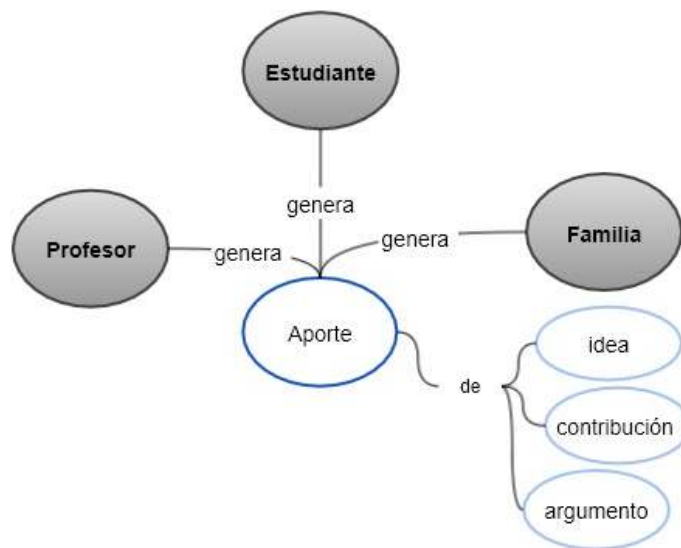 Estudiante
genera
Profesor
genera
genera
Familia
Aporte
idea
de
contribución
argumento